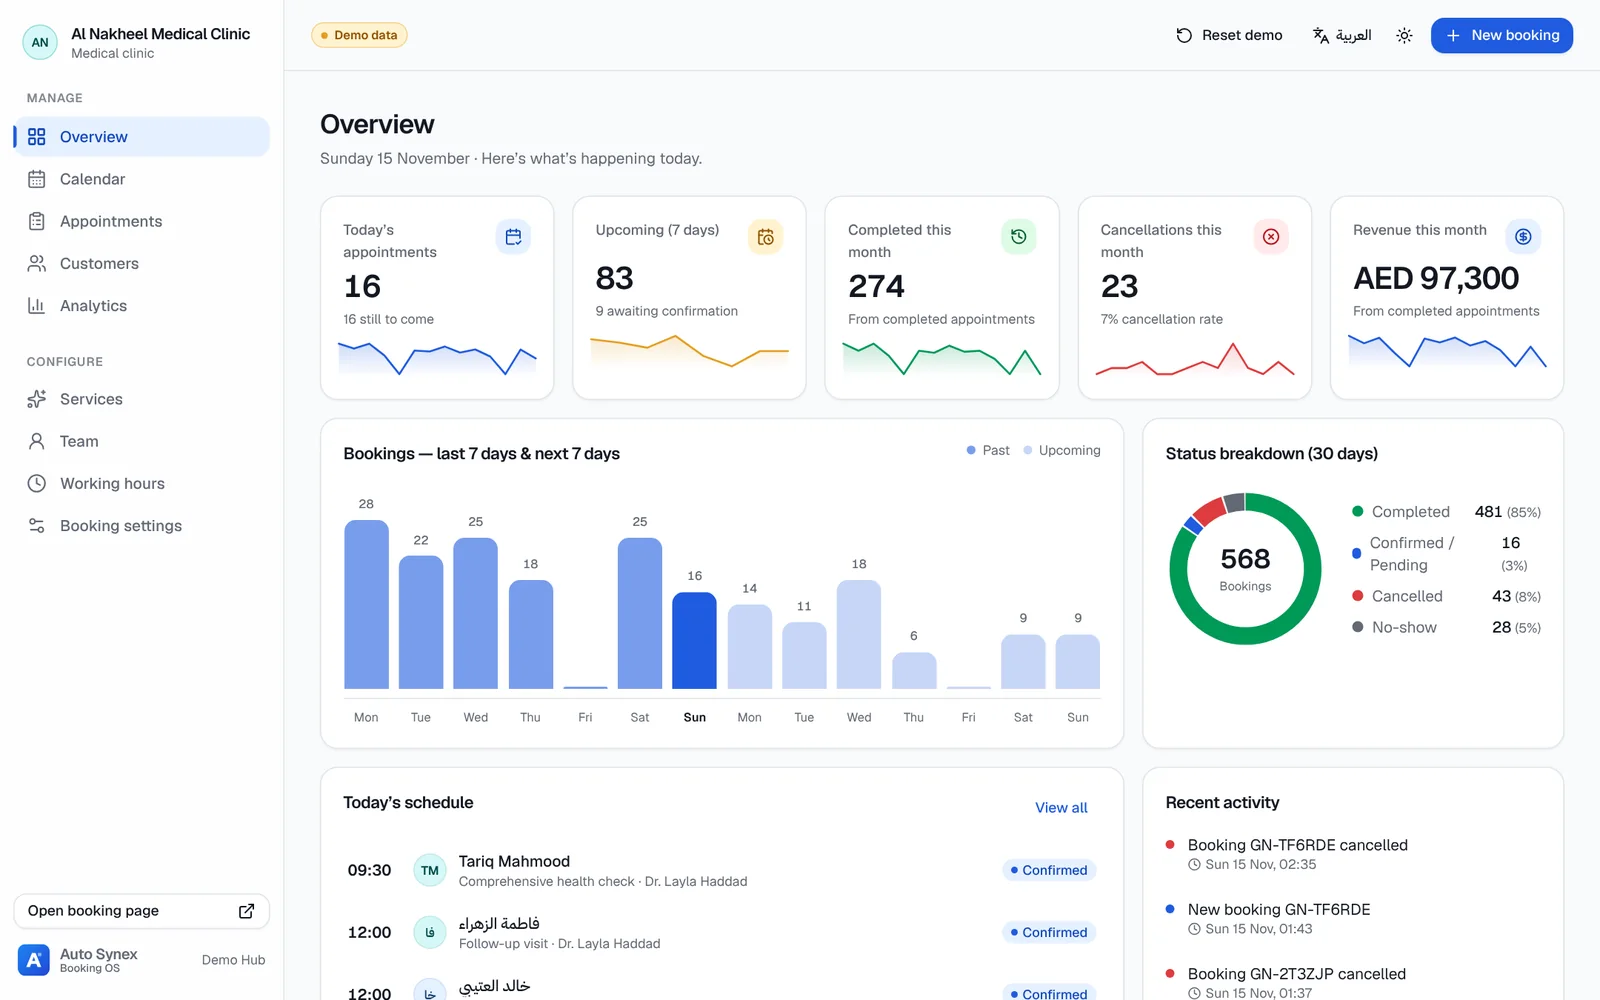 AN
Al Nakheel Medical Clinic
Medical clinic
MANAGE
Overview
Calendar
Appointments
Customers
Analytics
CONFIGURE
Services
Team
Working hours
Booking settings
Open booking page
A
Auto Synex
Booking OS
Demo Hub
Demo data
Reset demo
العربية
New booking
Overview
Sunday 15 November · Here's what's happening today.
Today's
appointments
16
16 still to come
Upcoming (7 days)
83
9 awaiting confirmation
Completed this
month
274
From completed appointments
Cancellations this
month
23
7% cancellation rate
Revenue this month
AED 97,300
From completed appointments
Bookings — last 7 days & next 7 days
Past
Upcoming
28
22
25
18
25
16
14
11
18
6
9
9
Mon
Tue
Wed
Thu
Fri
Sat
Sun
Mon
Tue
Wed
Thu
Fri
Sat
Sun
Status breakdown (30 days)
568
Bookings
Completed 481 (85%)
Confirmed / 16
Pending (3%)
Cancelled 43 (8%)
No-show 28 (5%)
Today's schedule
View all
09:30
TM
Tariq Mahmood
Comprehensive health check · Dr. Layla Haddad
Confirmed
12:00
فا
فاطمة الزهراء
Follow-up visit · Dr. Layla Haddad
Confirmed
12:00
خا
خالد العتيبي
Confirmed
Recent activity
Booking GN-TF6RDE cancelled
Sun 15 Nov, 02:35
New booking GN-TF6RDE
Sun 15 Nov, 01:43
Booking GN-2T3ZJP cancelled
Sun 15 Nov, 01:37